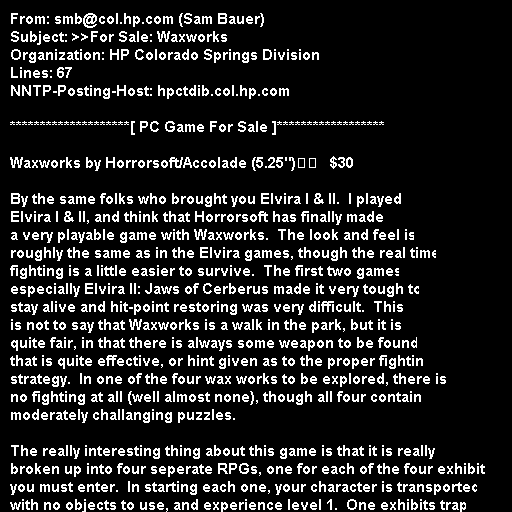 From: smb@col.hp.com (Sam Bauer)
Subject: >>For Sale: Waxworks
Organization: HP Colorado Springs Division
Lines: 67
NNTP-Posting-Host: hpctdib.col.hp.com

********************[ PC Game For Sale ]******************

Waxworks by Horrorsoft/Accolade (5.25")□□   $30

By the same folks who brought you Elvira I & II.  I played
Elvira I & II, and think that Horrorsoft has finally made
a very playable game with Waxworks.  The look and feel is
roughly the same as in the Elvira games, though the real time
fighting is a little easier to survive.  The first two games
especially Elvira II: Jaws of Cerberus made it very tough to
stay alive and hit-point restoring was very difficult.  This
is not to say that Waxworks is a walk in the park, but it is
quite fair, in that there is always some weapon to be found
that is quite effective, or hint given as to the proper fightin
strategy.  In one of the four wax works to be explored, there is
no fighting at all (well almost none), though all four contain
moderately challanging puzzles.

The really interesting thing about this game is that it is really
broken up into four seperate RPGs, one for each of the four exhibit
you must enter.  In starting each one, your character is transported
with no objects to use, and experience level 1.  One exhibits trap